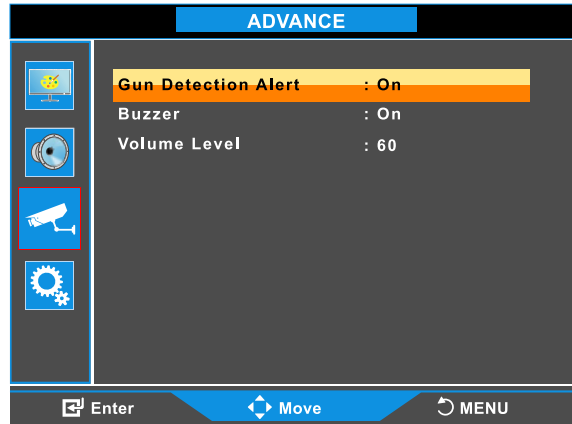 ADVANCE
Gun Detection Alert : On
Buzzer : On
Volume Level : 60
Enter Move MENU